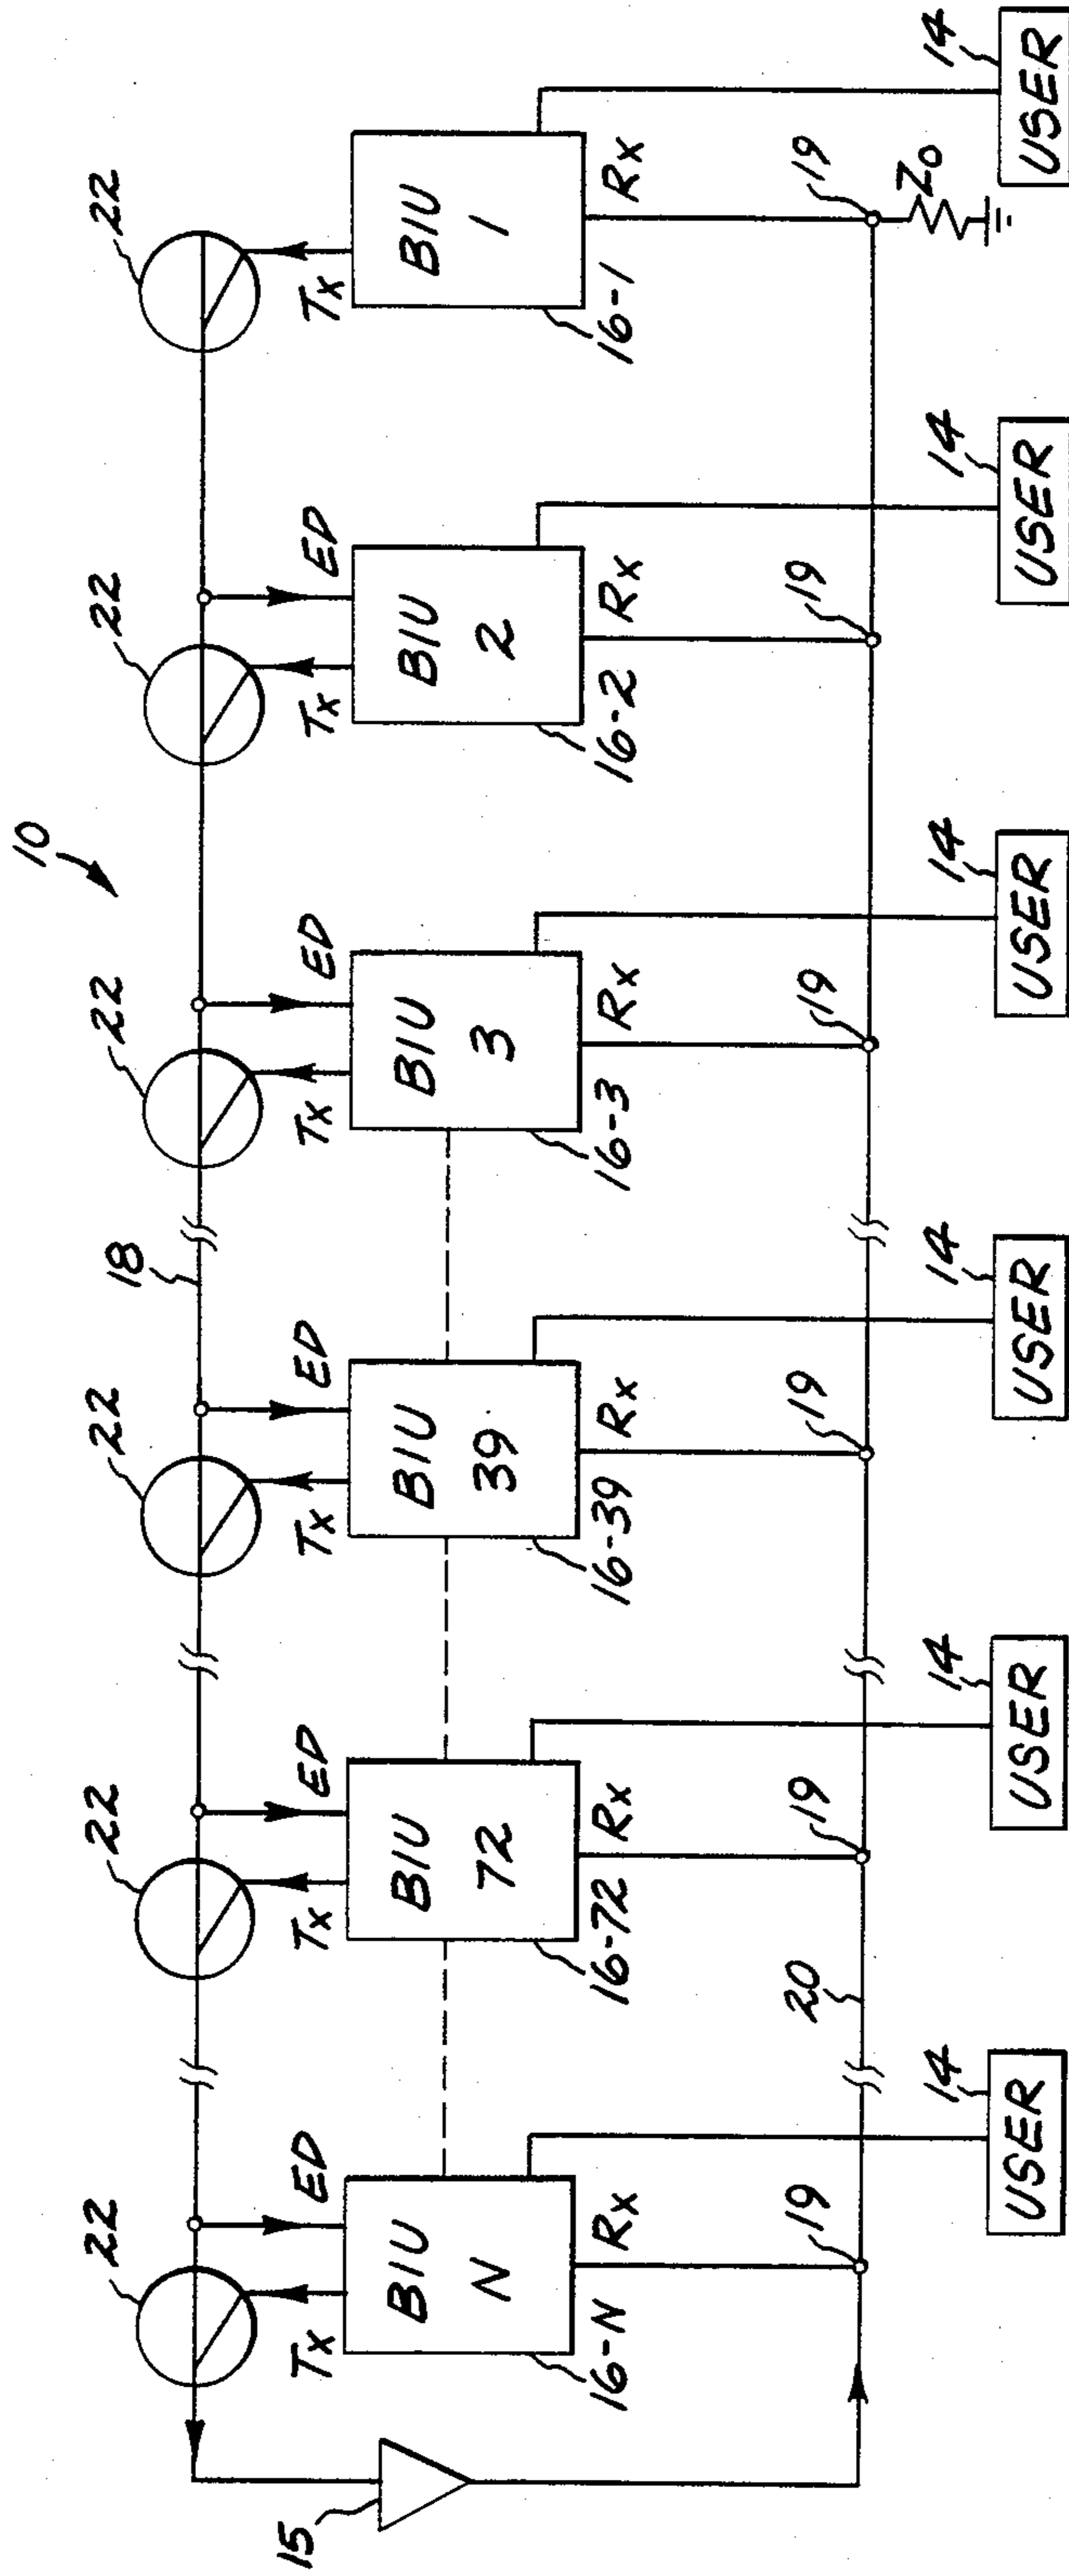 10
22 22 22 18 22 22 22 22
Tx ED Tx ED Tx ED Tx ED Tx ED Tx
15
BIU N
BIU 72
BIU 39
BIU 3
BIU 2
BIU 1
16-N Rx 16-72 Rx 16-39 Rx 16-3 Rx 16-2 Rx 16-1 Rx
19 20 19 19 19 19 19
Z0
14 14 14 14 14 14
USER USER USER USER USER USER